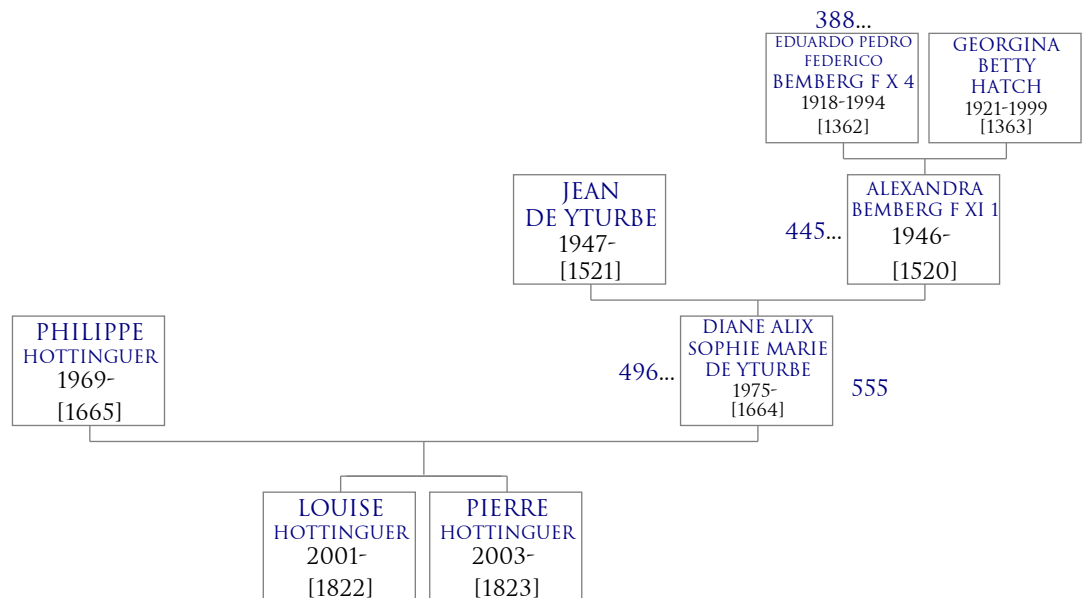 388...
EDUARDO PEDRO
FEDERICO
BEMBERG F X 4
1918-1994
[1362]
GEORGINA
BETTY
HATCH
1921-1999
[1363]
JEAN
DE YTURBE
1947-
[1521]
445...
ALEXANDRA
BEMBERG F XI 1
1946-
[1520]
PHILIPPE
HOTTINGUER
1969-
[1665]
496...
DIANE ALIX
SOPHIE MARIE
DE YTURBE
1975-
[1664]
555
LOUISE
HOTTINGUER
2001-
[1822]
PIERRE
HOTTINGUER
2003-
[1823]